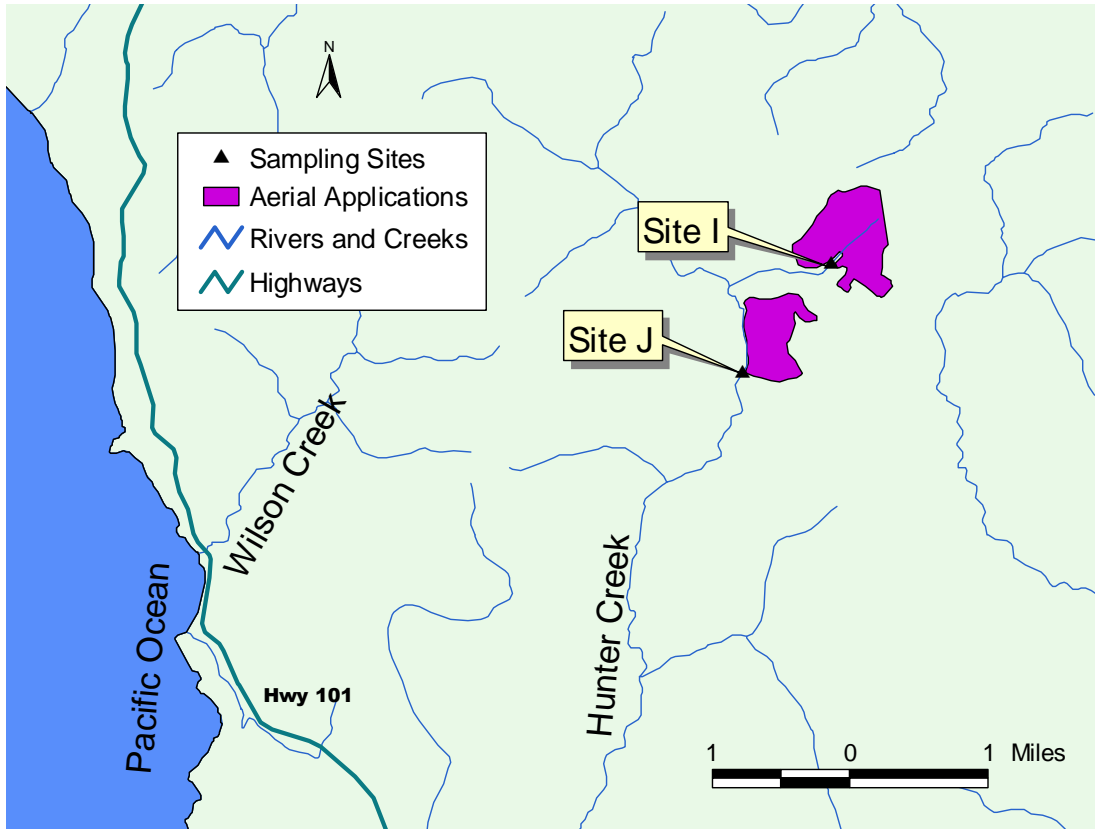 N
Sampling Sites
Aerial Applications
Rivers and Creeks
Highways
Site I
Site J
Wilson Creek
Pacific Ocean
Hunter Creek
Hwy 101
1 0 1 Miles